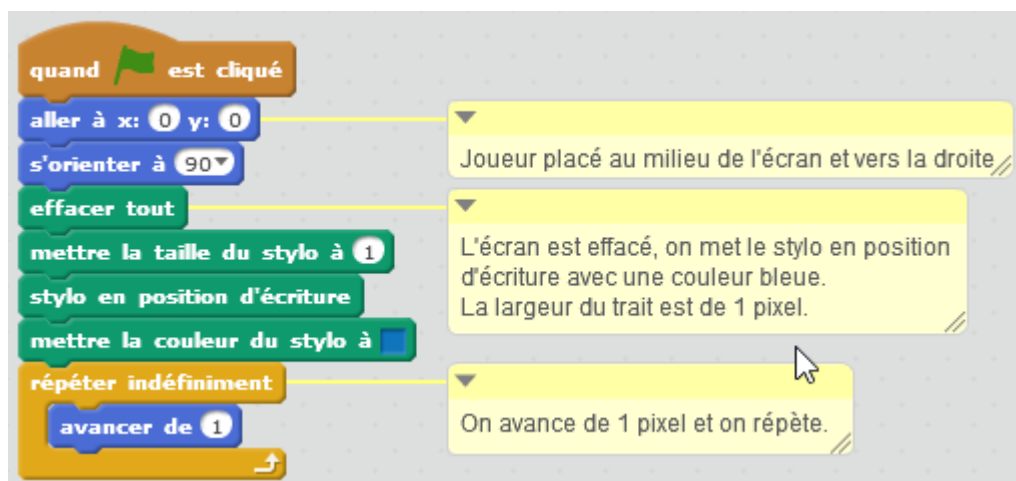 quand est cliqué
aller à x: 0 y: 0
Joueur placé au milieu de l'écran et vers la droite
s'orienter à 90
effacer tout
mettre la taille du stylo à 1
L'écran est effacé, on met le stylo en position
d'écriture avec une couleur bleue.
La largeur du trait est de 1 pixel.
stylo en position d'écriture
mettre la couleur du stylo à
répéter indéfiniment
avancer de 1
On avance de 1 pixel et on répète.